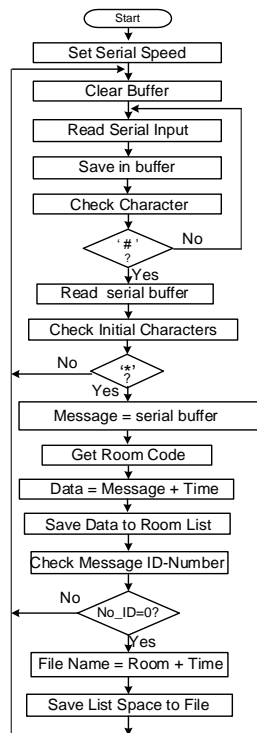 Start
Set Serial Speed
Clear Buffer
Read Serial Input
Save in buffer
Check Character
' # '
?
No
Yes
Read serial buffer
Check Initial Characters
No
'*'
?
Yes
Message = serial buffer
Get Room Code
Data = Message + Time
Save Data to Room List
Check Message ID-Number
No
No_ID=0?
Yes
File Name = Room + Time
Save List Space to File